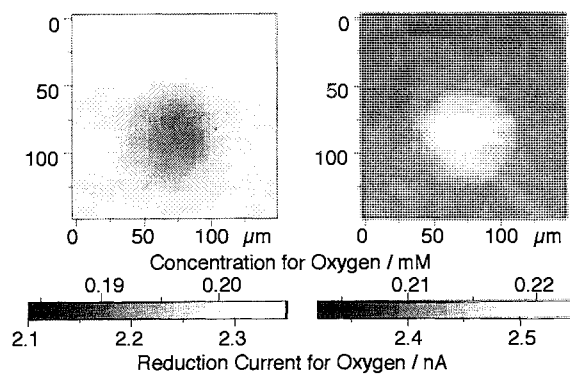 0
50
100
0 50 100 µm
0
50
100
0 50 100 µm
Concentration for Oxygen / mM
0.19 0.20 0.21 0.22
2.1 2.2 2.3 2.4 2.5
Reduction Current for Oxygen / nA